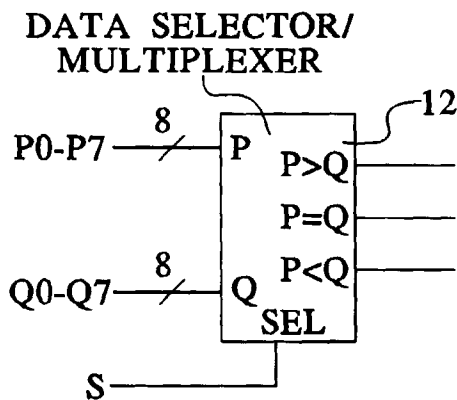 DATA SELECTOR/
MULTIPLEXER
12
8
P0-P7
P
P>Q
P=Q
P<Q
8
Q0-Q7
Q
SEL
S